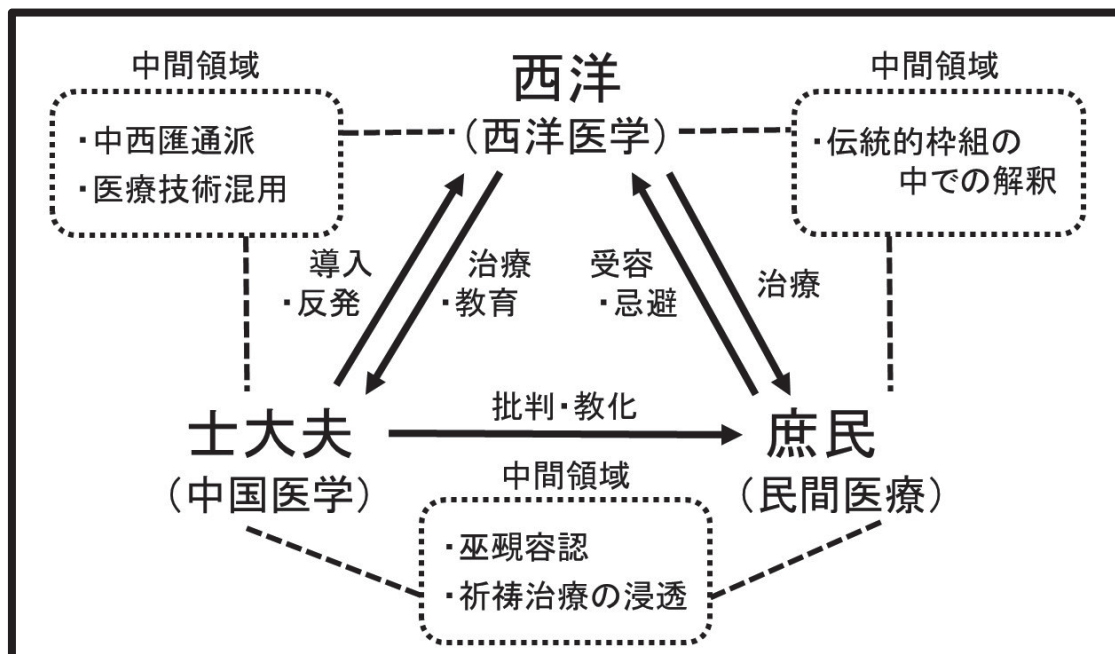 中間領域
・中西匯通派
・医療技術混用
西洋
(西洋医学)
中間領域
・伝統的枠組の
中での解釈
導入
・反発
治療
・教育
受容
・忌避
治療
士大夫
(中国医学)
批判・教化
庶民
(民間医療)
中間領域
・巫覡容認
・祈祷治療の浸透